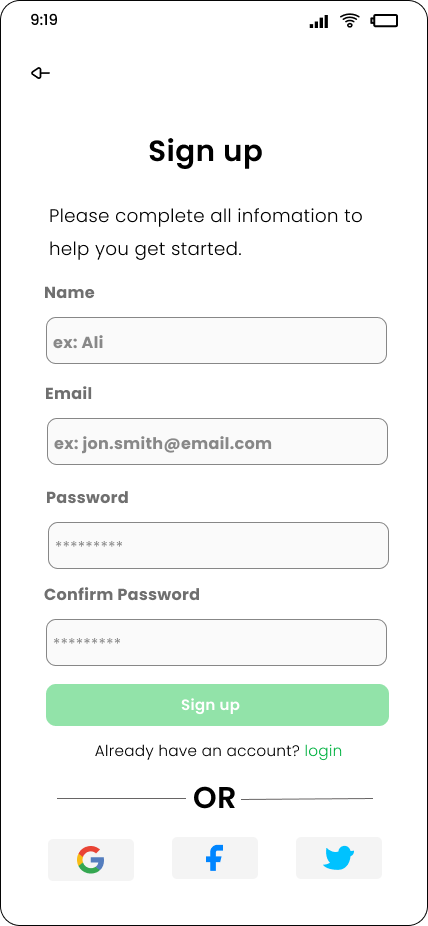 9:19
Sign up
Please complete all infomation to
help you get started.
Name
ex: Ali
Email
ex: jon.smith@email.com
Password
*********
Confirm Password
*********
Sign up
Already have an account? login
OR